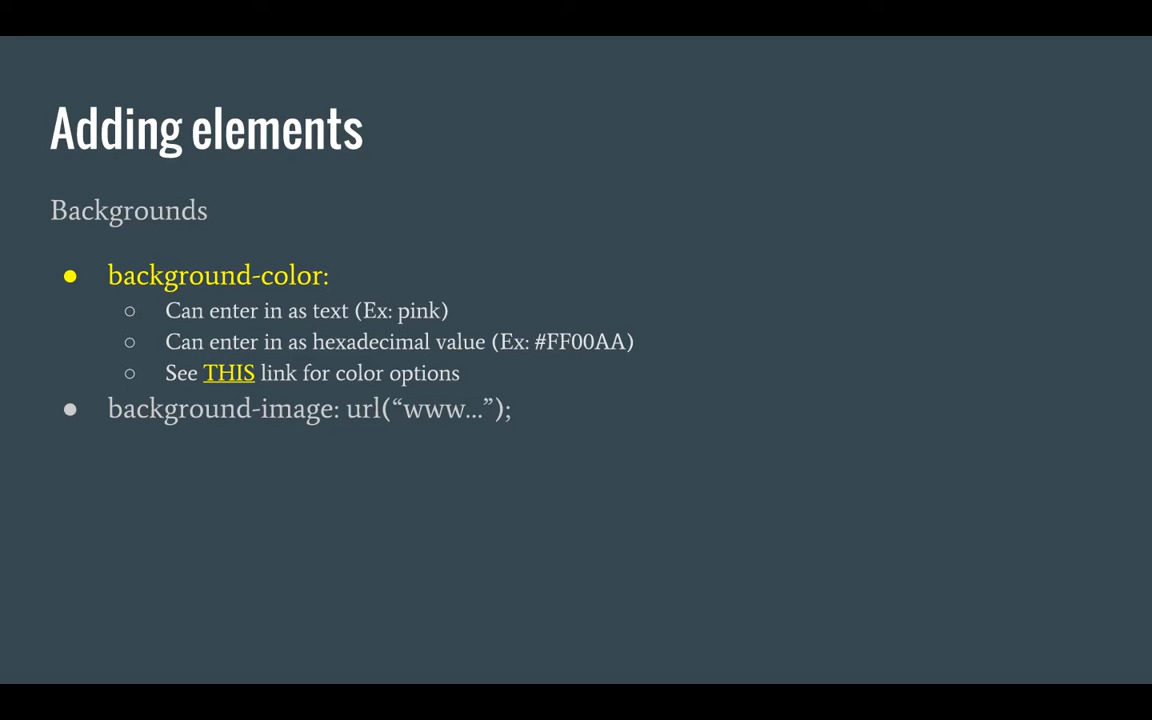 Adding elements
Backgrounds
● background-color:
○ Can enter in as text (Ex: pink)
○ Can enter in as hexadecimal value (Ex: #FF00AA)
○ See THIS link for color options
● background-image: url(“www...”);